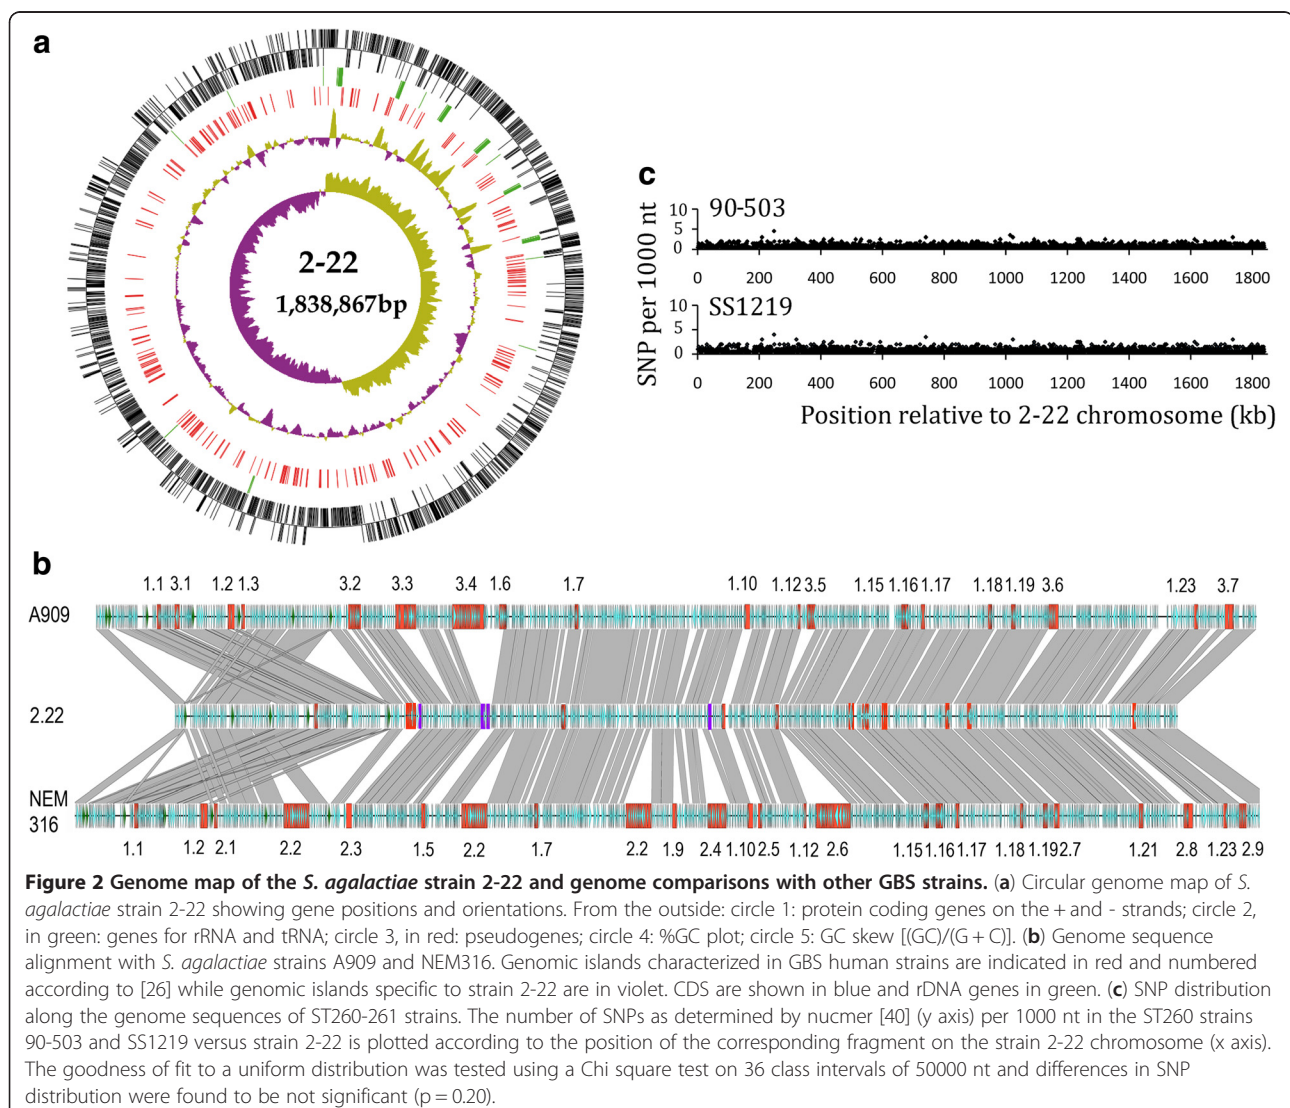 a
2-22
1,838,867bp
c
SNP per 1000 nt
90-503
10
5
0
0 200 400 600 800 1000 1200 1400 1600 1800
SS1219
10
5
0
0 200 400 600 800 1000 1200 1400 1600 1800
Position relative to 2-22 chromosome (kb)
b
1.1 3.1 1.2 1.3 3.2 3.3 3.4 1.6 1.7 1.10 1.12 3.5 1.15 1.16 1.17 1.18 1.19 3.6 1.23 3.7
A909
2.22
NEM
316
1.1 1.2 2.1 2.2 2.3 1.5 2.2 1.7 2.2 1.9 2.4 1.10 2.5 1.12 2.6 1.15 1.16 1.17 1.18 1.19 2.7 1.21 2.8 1.23 2.9
Figure 2 Genome map of the S. agalactiae strain 2-22 and genome comparisons with other GBS strains. (a) Circular genome map of S.
agalactiae strain 2-22 showing gene positions and orientations. From the outside: circle 1: protein coding genes on the + and - strands; circle 2,
in green: genes for rRNA and tRNA; circle 3, in red: pseudogenes; circle 4: %GC plot; circle 5: GC skew [(GC)/(G + C)]. (b) Genome sequence
alignment with S. agalactiae strains A909 and NEM316. Genomic islands characterized in GBS human strains are indicated in red and numbered
according to [26] while genomic islands specific to strain 2-22 are in violet. CDS are shown in blue and rDNA genes in green. (c) SNP distribution
along the genome sequences of ST260-261 strains. The number of SNPs as determined by nucmer [40] (y axis) per 1000 nt in the ST260 strains
90-503 and SS1219 versus strain 2-22 is plotted according to the position of the corresponding fragment on the strain 2-22 chromosome (x axis).
The goodness of fit to a uniform distribution was tested using a Chi square test on 36 class intervals of 50000 nt and differences in SNP
distribution were found to be not significant (p = 0.20).